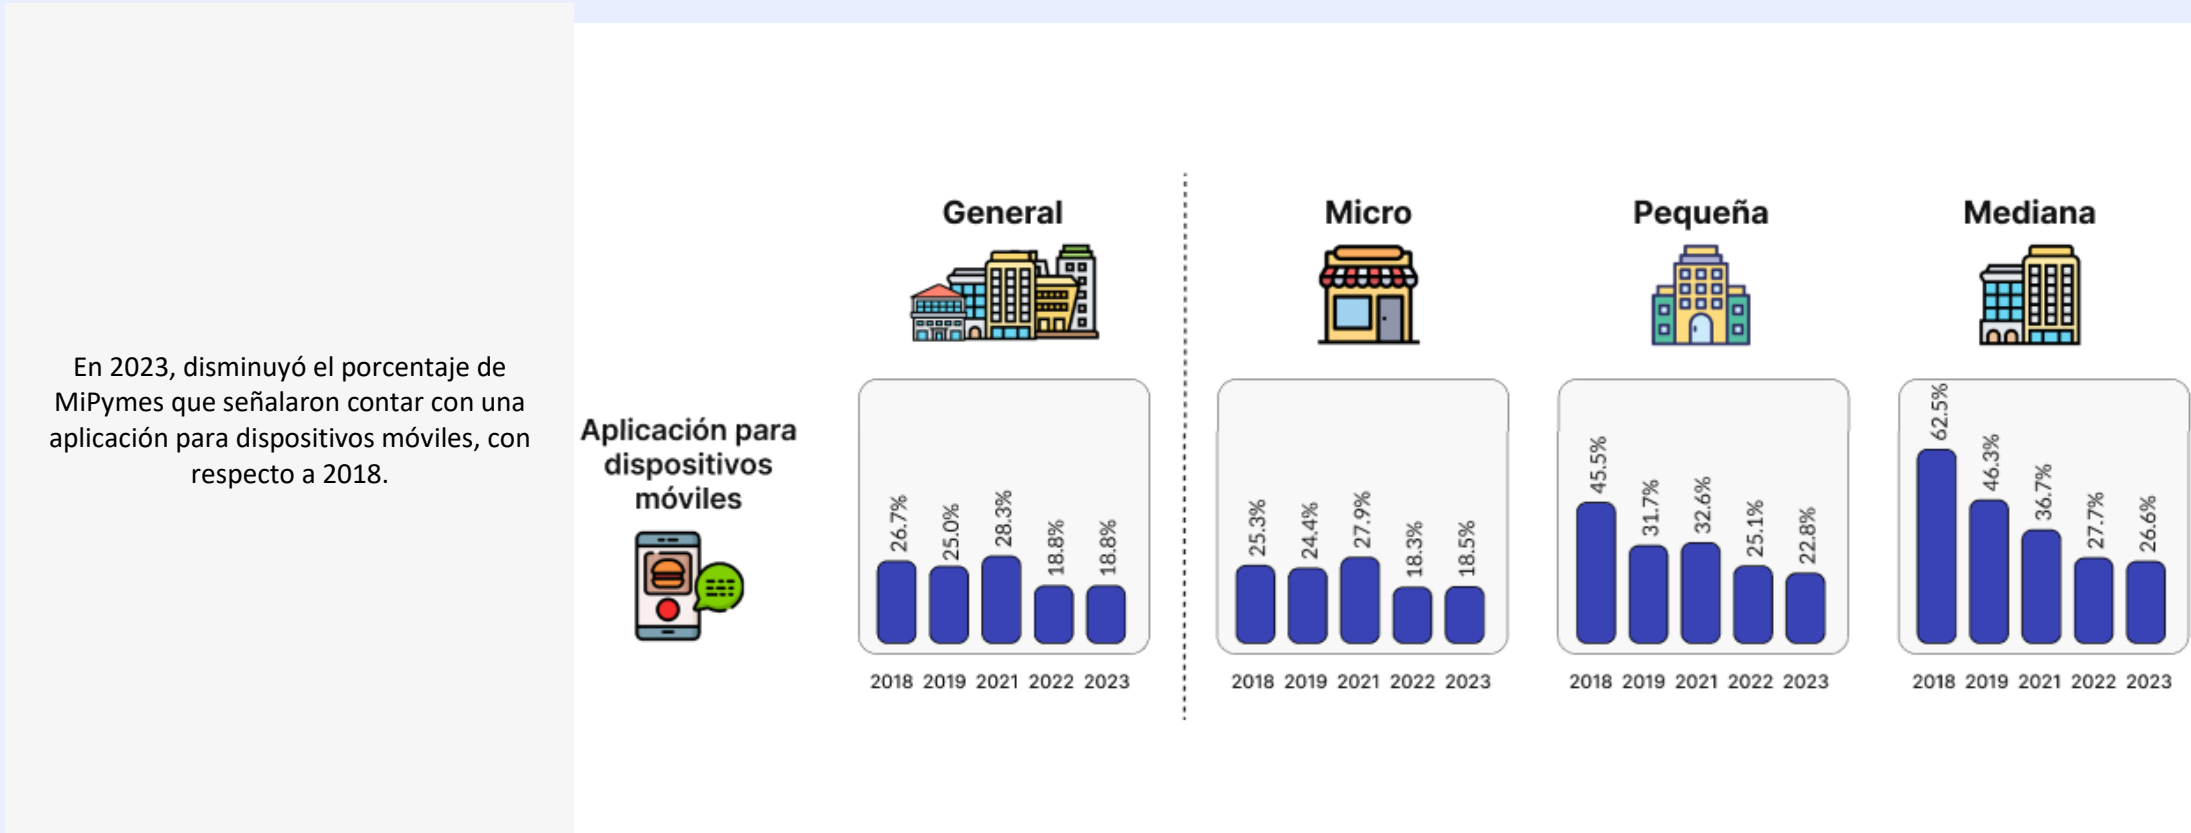 En 2023, disminuyó el porcentaje de
MiPymes que señalaron contar con una
aplicación para dispositivos móviles, con
respecto a 2018.
Aplicación para
dispositivos
móviles
General
26.7% 25.0% 28.3% 18.8% 18.8%
2018 2019 2021 2022 2023
Micro
25.3% 24.4% 27.9% 18.3% 18.5%
2018 2019 2021 2022 2023
Pequeña
45.5% 31.7% 32.6% 25.1% 22.8%
2018 2019 2021 2022 2023
Mediana
62.5% 46.3% 36.7% 27.7% 26.6%
2018 2019 2021 2022 2023